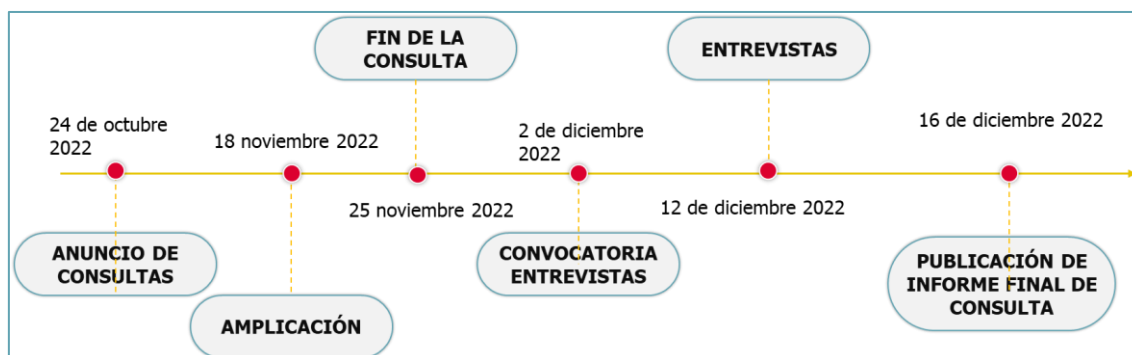 24 de octubre
2022
ANUNCIO DE
CONSULTAS
18 noviembre 2022
AMPLICACIÓN
FIN DE LA
CONSULTA
25 noviembre 2022
2 de diciembre
2022
CONVOCATORIA
ENTREVISTAS
ENTREVISTAS
12 de diciembre 2022
16 de diciembre 2022
PUBLICACIÓN DE
INFORME FINAL DE
CONSULTA